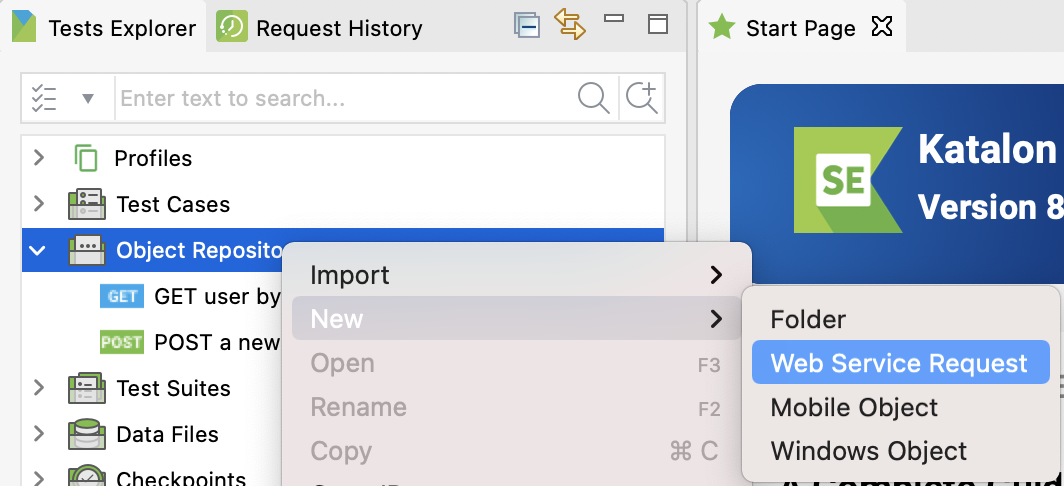 Tests Explorer
Request History
Start Page
Enter text to search...
Profiles
Test Cases
Object Reposito
GET GET user by
POST POST a new
Test Suites
Data Files
Checkpoints
SE
Katalon
Version 8
Import
New
Open F3
Rename F2
Copy ⌘ C
Folder
Web Service Request
Mobile Object
Windows Object
A Complete Guid